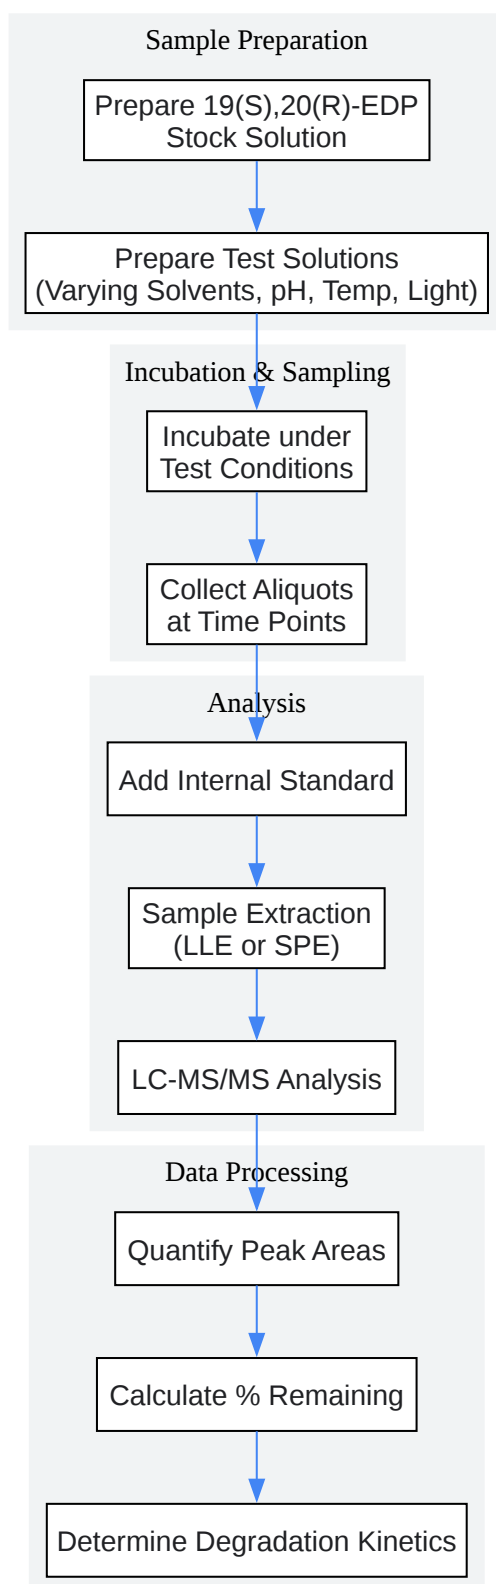 Sample Preparation
Prepare 19(S),20(R)-EDP
Stock Solution
Prepare Test Solutions
(Varying Solvents, pH, Temp, Light)
Incubation & Sampling
Incubate under
Test Conditions
Collect Aliquots
at Time Points
Analysis
Add Internal Standard
Sample Extraction
(LLE or SPE)
LC-MS/MS Analysis
Data Processing
Quantify Peak Areas
Calculate % Remaining
Determine Degradation Kinetics